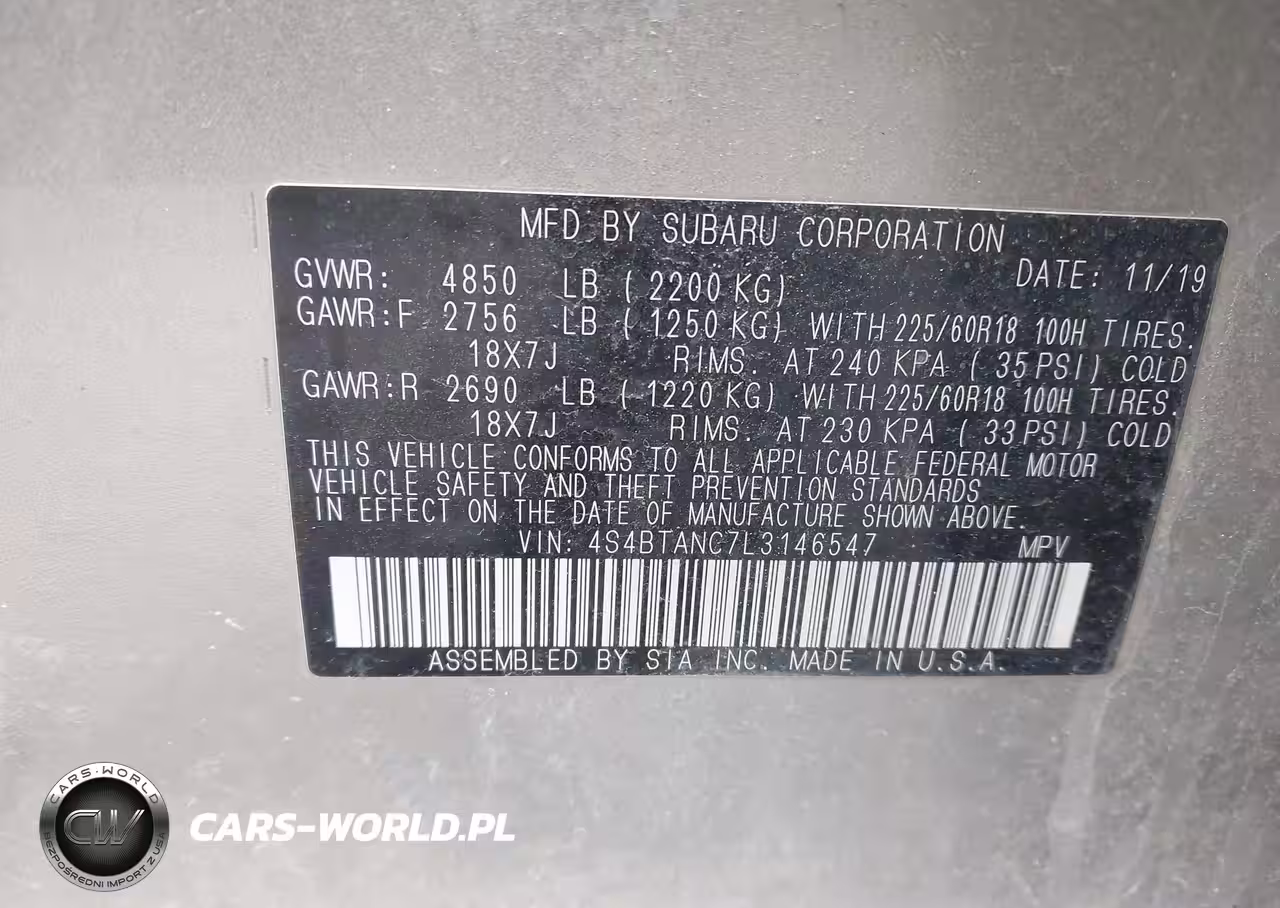 MFD BY SUBARU CORPORATION
GVWR: 4850 LB (2200 KG) DATE: 11/19
GAWR:F 2756 LB (1250 KG) WITH 225/60R18 100H TIRES.
18X7J RIMS. AT 240 KPA (35 PSI) COLD
GAWR:R 2690 LB (1220 KG) WITH 225/60R18 100H TIRES.
18X7J RIMS. AT 230 KPA (33 PSI) COLD
THIS VEHICLE CONFORMS TO ALL APPLICABLE FEDERAL MOTOR
VEHICLE SAFETY AND THEFT PREVENTION STANDARDS
IN EFFECT ON THE DATE OF MANUFACTURE SHOWN ABOVE.
VIN: 4S4BTANC7L3146547 MPV
ASSEMBLED BY SIA INC. MADE IN U.S.A.
CARS-WORLD
CW
BEZPOŚREDNI IMPORT Z USA
CARS-WORLD.PL